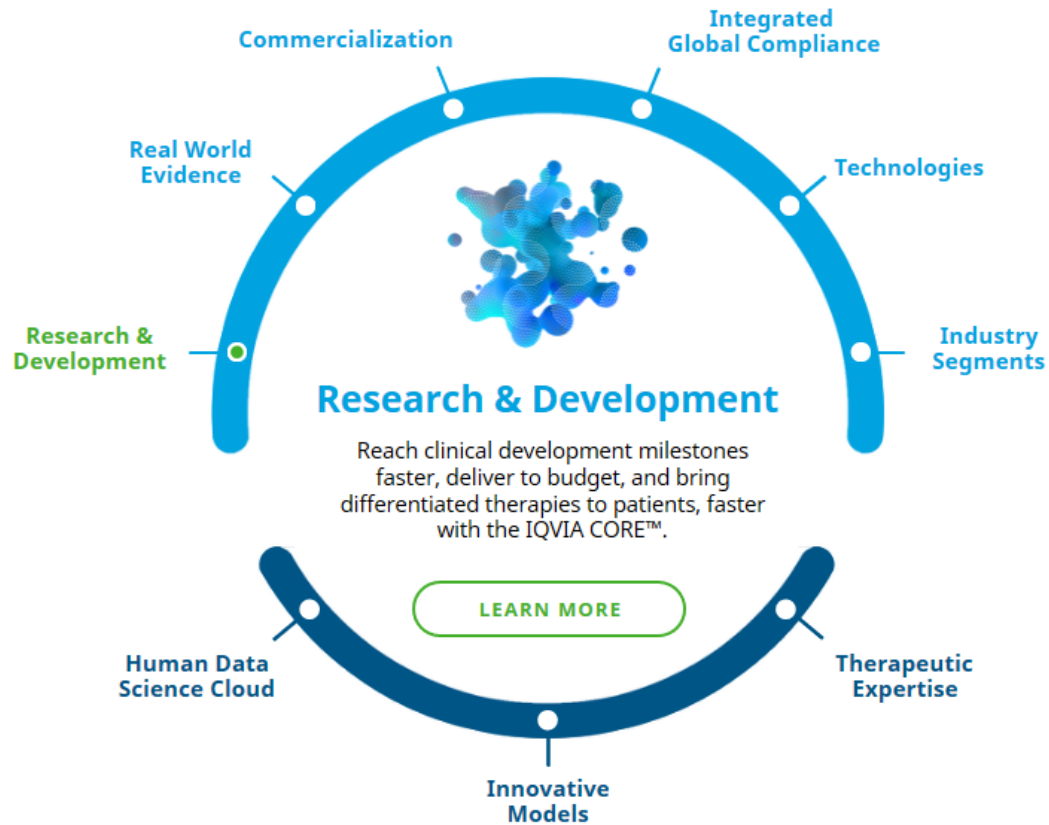 Commercialization
Integrated
Global Compliance
Real World
Evidence
Technologies
Research &
Development
Industry
Segments
Research & Development
Reach clinical development milestones
faster, deliver to budget, and bring
differentiated therapies to patients, faster
with the IQVIA CORE™.
LEARN MORE
Human Data
Science Cloud
Therapeutic
Expertise
Innovative
Models